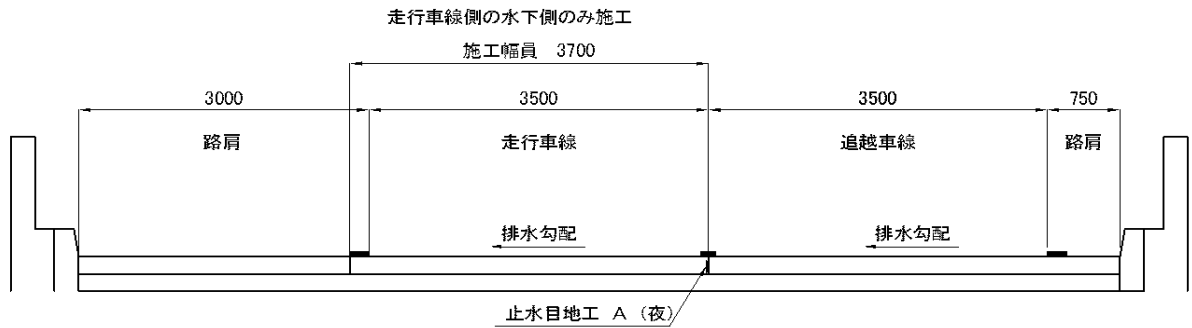 走行車線側の水下側のみ施工
施工幅員　3700
3000
3500
3500
750
路肩
走行車線
追越車線
路肩
排水勾配
排水勾配
止水目地工　A（夜）